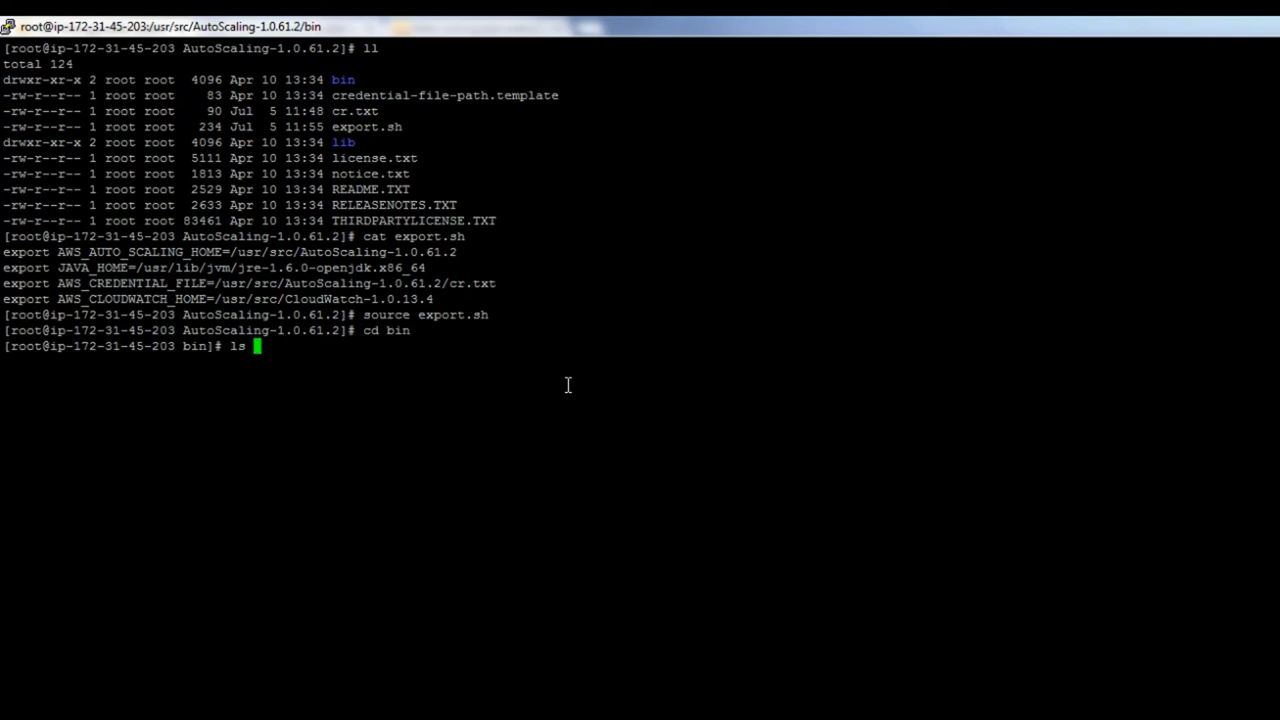 root@ip-172-31-45-203:/usr/src/AutoScaling-1.0.61.2/bin
[root@ip-172-31-45-203 AutoScaling-1.0.61.2]# ll
total 124
drwxr-xr-x 2 root root  4096 Apr 10 13:34 bin
-rw-r--r-- 1 root root    83 Apr 10 13:34 credential-file-path.template
-rw-r--r-- 1 root root    90 Jul  5 11:48 cr.txt
-rw-r--r-- 1 root root   234 Jul  5 11:55 export.sh
drwxr-xr-x 2 root root  4096 Apr 10 13:34 lib
-rw-r--r-- 1 root root  5111 Apr 10 13:34 license.txt
-rw-r--r-- 1 root root  1813 Apr 10 13:34 notice.txt
-rw-r--r-- 1 root root  2529 Apr 10 13:34 README.TXT
-rw-r--r-- 1 root root  2633 Apr 10 13:34 RELEASENOTES.TXT
-rw-r--r-- 1 root root 83461 Apr 10 13:34 THIRDPARTYLICENSE.TXT
[root@ip-172-31-45-203 AutoScaling-1.0.61.2]# cat export.sh
export AWS_AUTO_SCALING_HOME=/usr/src/AutoScaling-1.0.61.2
export JAVA_HOME=/usr/lib/jvm/jre-1.6.0-openjdk.x86_64
export AWS_CREDENTIAL_FILE=/usr/src/AutoScaling-1.0.61.2/cr.txt
export AWS_CLOUDWATCH_HOME=/usr/src/CloudWatch-1.0.13.4
[root@ip-172-31-45-203 AutoScaling-1.0.61.2]# source export.sh
[root@ip-172-31-45-203 AutoScaling-1.0.61.2]# cd bin
[root@ip-172-31-45-203 bin]# ls